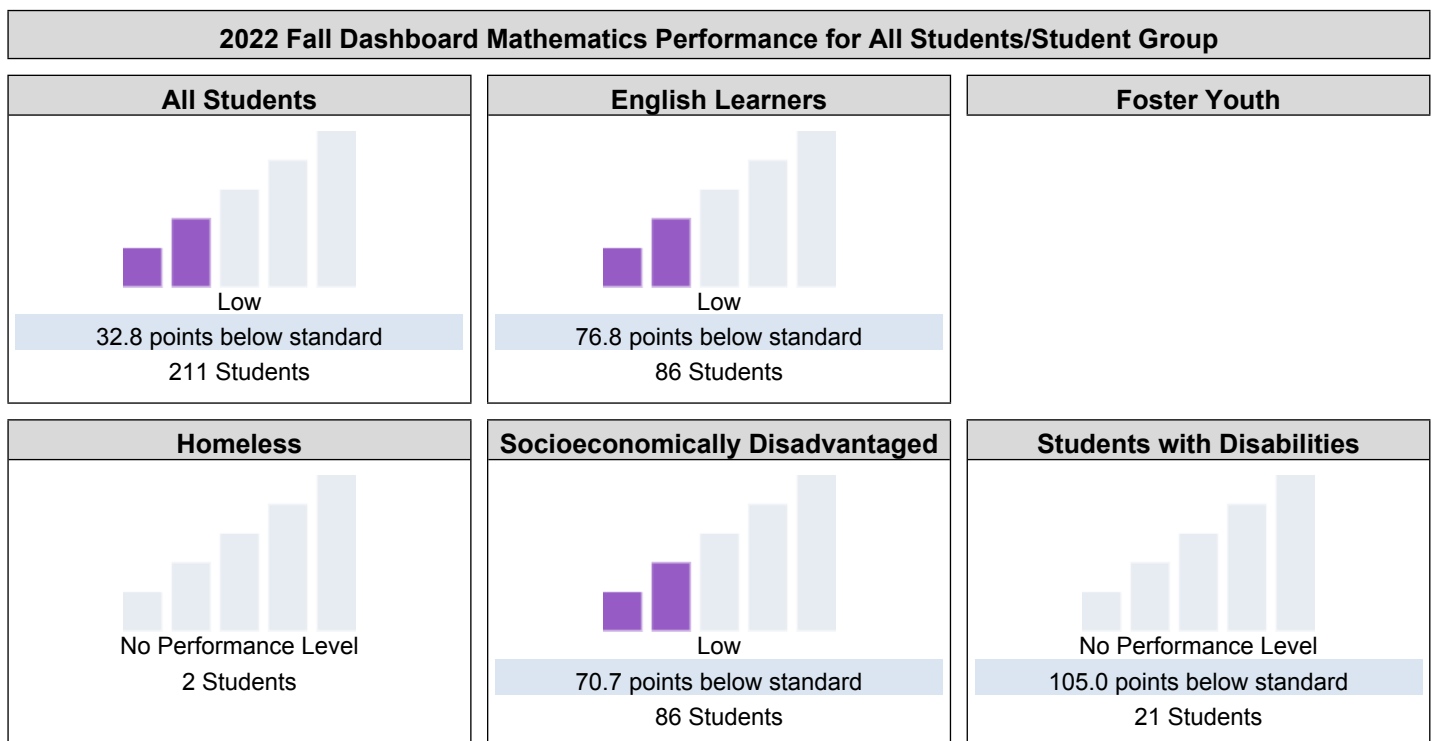 2022 Fall Dashboard Mathematics Performance for All Students/Student Group
All Students
Low
32.8 points below standard
211 Students
English Learners
Low
76.8 points below standard
86 Students
Foster Youth
Homeless
No Performance Level
2 Students
Socioeconomically Disadvantaged
Low
70.7 points below standard
86 Students
Students with Disabilities
No Performance Level
105.0 points below standard
21 Students